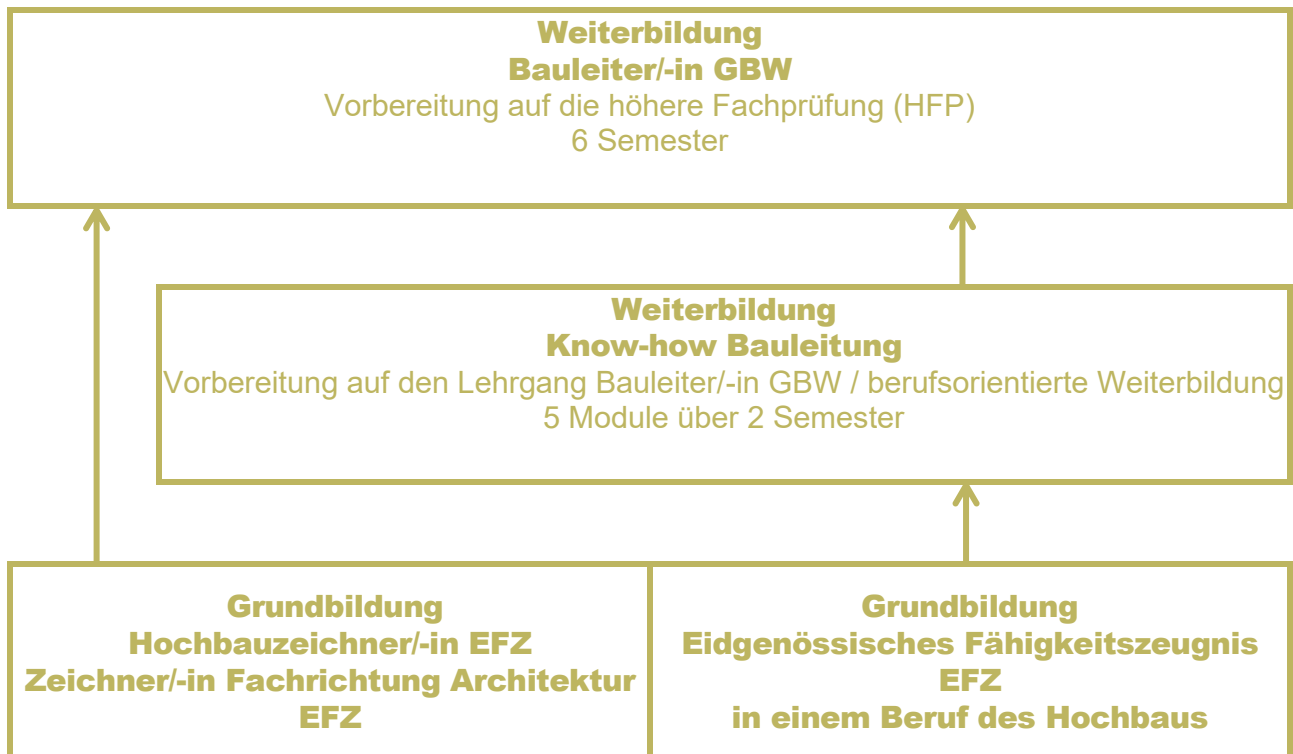 Weiterbildung
Bauleiter/-in GBW
Vorbereitung auf die höhere Fachprüfung (HFP)
6 Semester
Weiterbildung
Know-how Bauleitung
Vorbereitung auf den Lehrgang Bauleiter/-in GBW / berufsorientierte Weiterbildung
5 Module über 2 Semester
Grundbildung
Hochbauzeichner/-in EFZ
Zeichner/-in Fachrichtung Architektur
EFZ
Grundbildung
Eidgenössisches Fähigkeitszeugnis
EFZ
in einem Beruf des Hochbaus